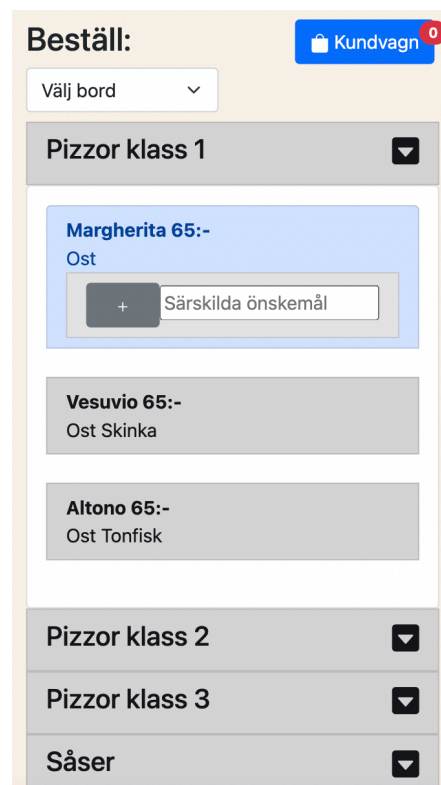 Beställ:
Kundvagn 0
Välj bord
Pizzor klass 1
Margherita 65:-
Ost
+ Särskilda önskemål
Vesuvio 65:-
Ost Skinka
Altono 65:-
Ost Tonfisk
Pizzor klass 2
Pizzor klass 3
Såser